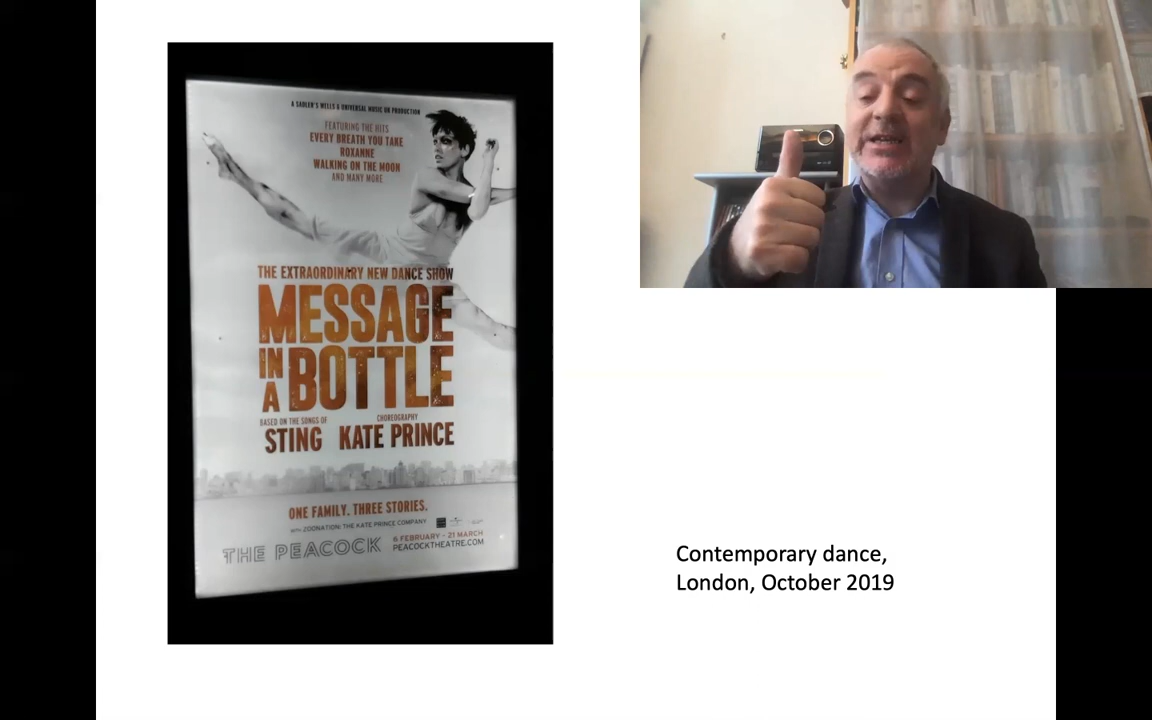 A SADLER'S WELLS & UNIVERSAL MUSIC UK PRODUCTION
FEATURING THE HITS
EVERY BREATH YOU TAKE
ROXANNE
WALKING ON THE MOON
AND MANY MORE
THE EXTRAORDINARY NEW DANCE SHOW
MESSAGE
IN A BOTTLE
BASED ON THE SONGS OF
STING
CHOREOGRAPHY
KATE PRINCE
ONE FAMILY. THREE STORIES.
WITH ZOONATION: THE KATE PRINCE COMPANY
THE PEACOCK
6 FEBRUARY - 21 MARCH
PEACOCKTHEATRE.COM
Contemporary dance,
London, October 2019